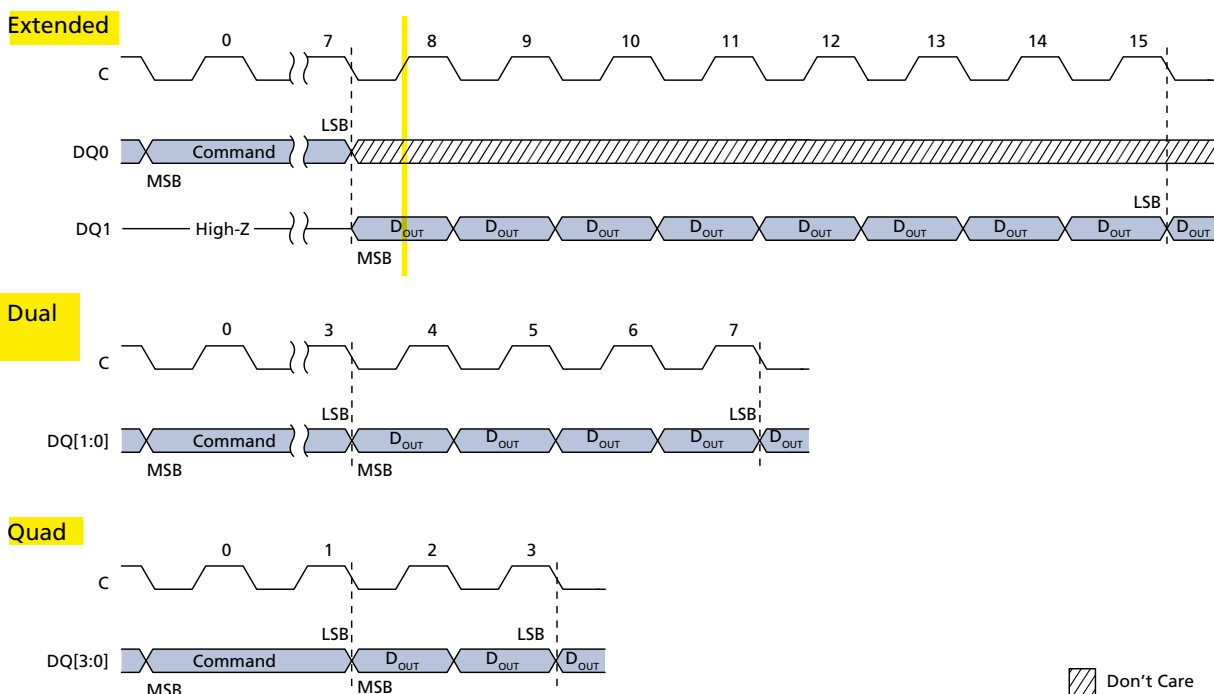 Extended
0 7 8 9 10 11 12 13 14 15
C
LSB
DQ0 Command
MSB
LSB
DQ1 High-Z DOUT DOUT DOUT DOUT DOUT DOUT DOUT DOUT DOUT
MSB
Dual
0 3 4 5 6 7
C
LSB LSB
DQ[1:0] Command DOUT DOUT DOUT DOUT DOUT
MSB MSB
Quad
0 1 2 3
C
LSB LSB
DQ[3:0] Command DOUT DOUT DOUT
MSB MSB
Don't Care